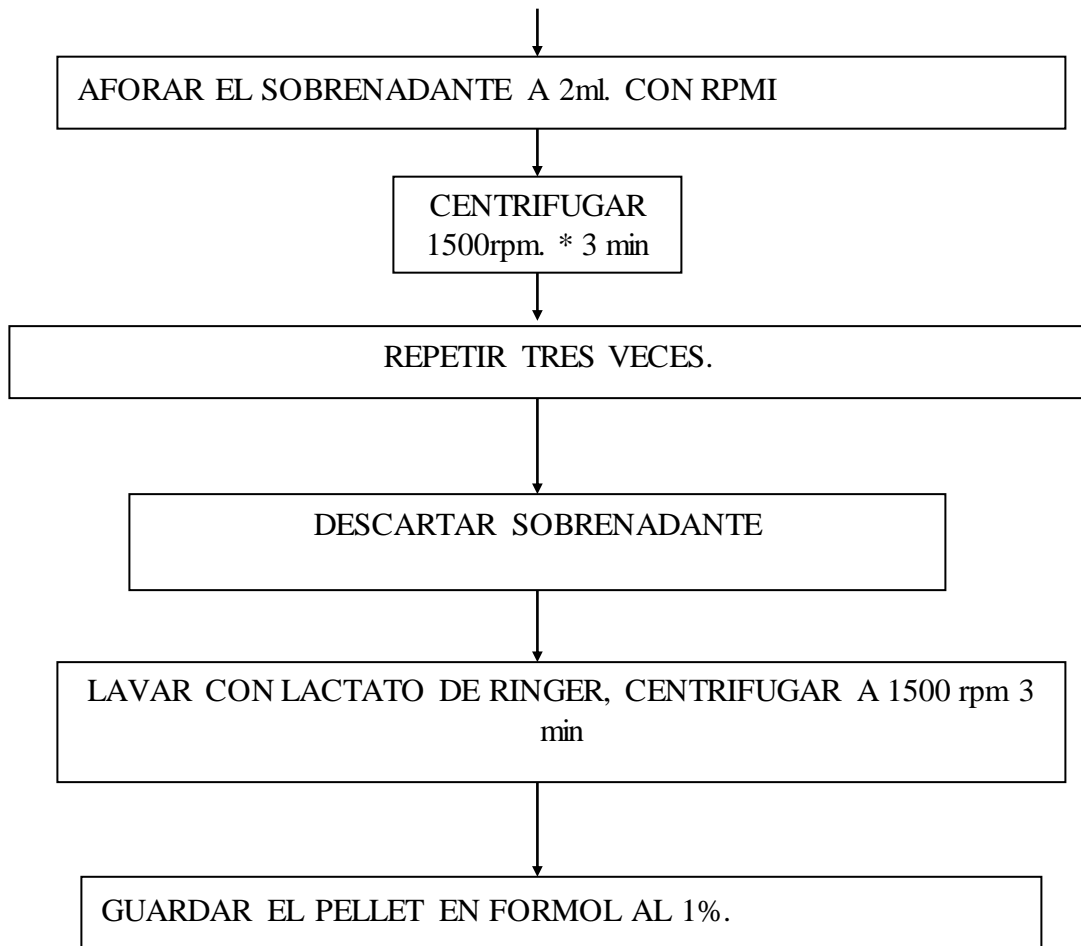 AFORAR EL SOBRENADANTE A 2ml. CON RPMI
CENTRIFUGAR
1500rpm. * 3 min
REPETIR TRES VECES.
DESCARTAR SOBRENADANTE
LAVAR CON LACTATO DE RINGER, CENTRIFUGAR A 1500 rpm 3
min
GUARDAR EL PELLET EN FORMOL AL 1%.